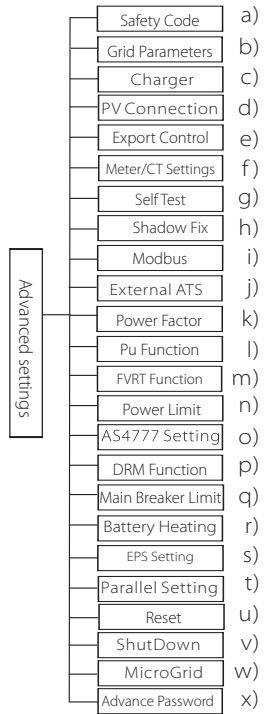 Safety Code a)
Grid Parameters b)
Charger c)
PV Connection d)
Export Control e)
Meter/CT Settings f)
Self Test g)
Shadow Fix h)
Modbus i)
External ATS j)
Power Factor k)
Pu Function l)
FVRT Function m)
Power Limit n)
AS4777 Setting o)
DRM Function p)
Main Breaker Limit q)
Battery Heating r)
EPS Setting s)
Parallel Setting t)
Reset u)
ShutDown v)
MicroGrid w)
Advance Password x)
Advanced settings